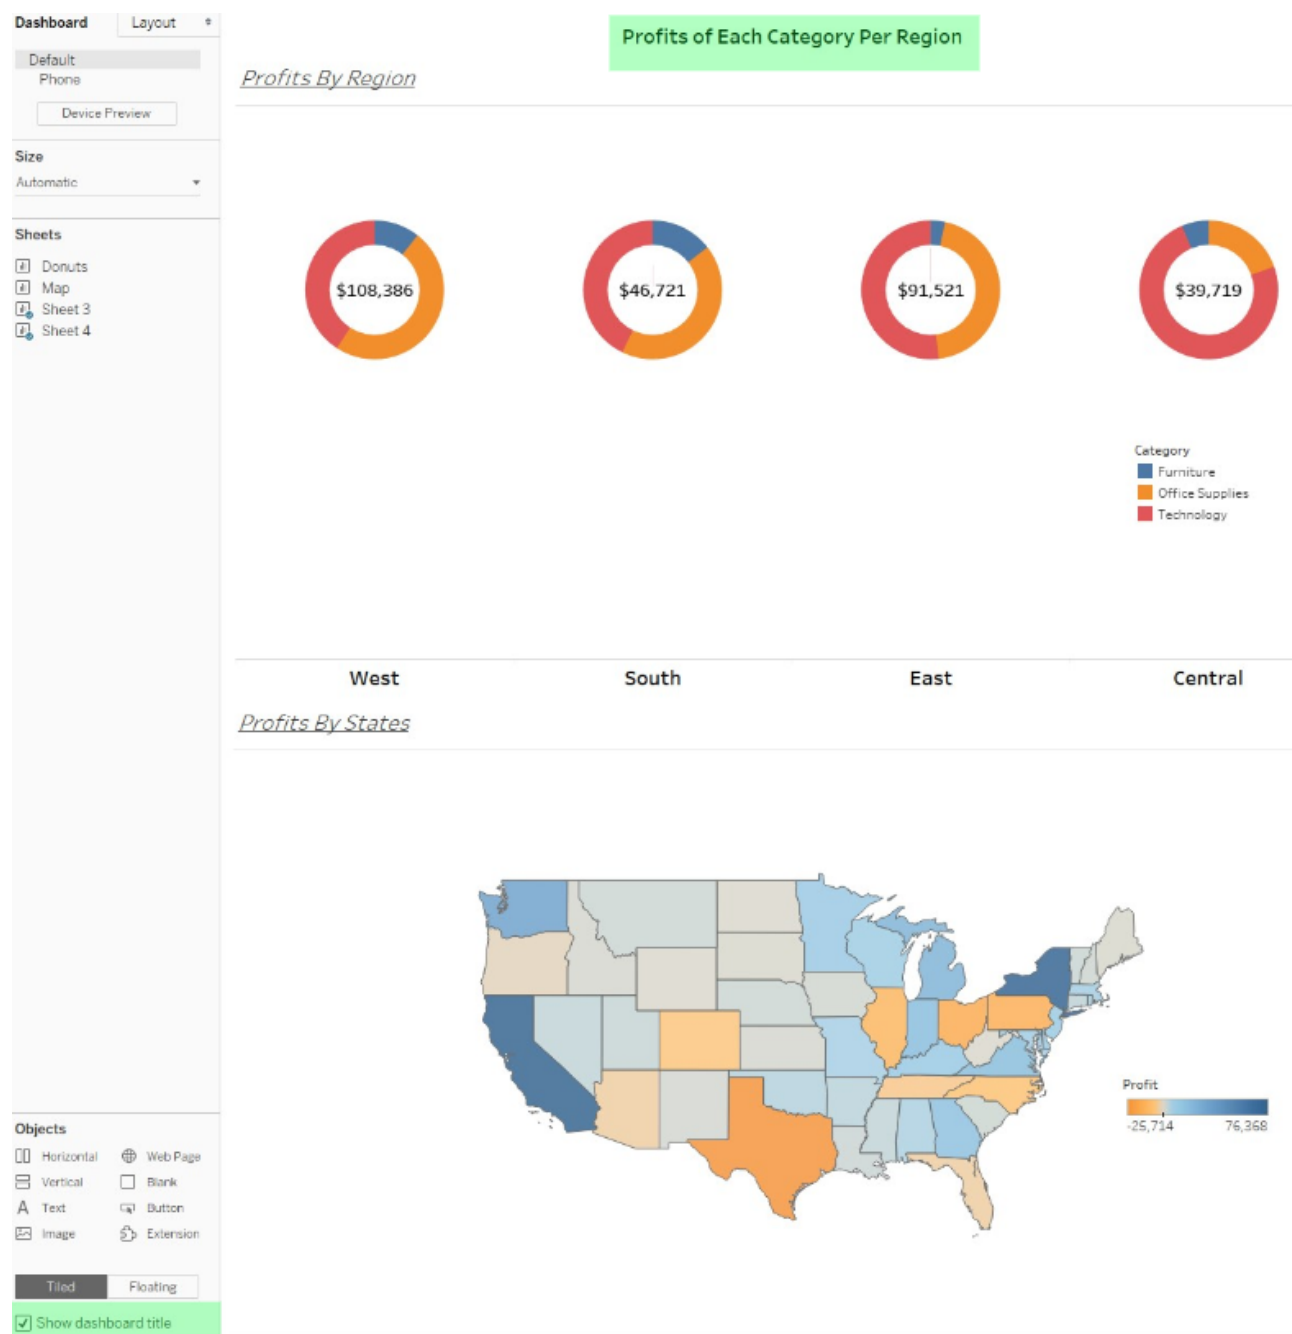 Dashboard Layout
Default
Phone
Device Preview
Size
Automatic
Sheets
Donuts
Map
Sheet 3
Sheet 4
Objects
Horizontal Web Page
Vertical Blank
A Text Button
Image Extension
Tiled Floating
Show dashboard title
Profits of Each Category Per Region
Profits By Region
$108,386 $46,721 $91,521 $39,719
Category
Furniture
Office Supplies
Technology
West South East Central
Profits By States
Profit
-25,714 76,368